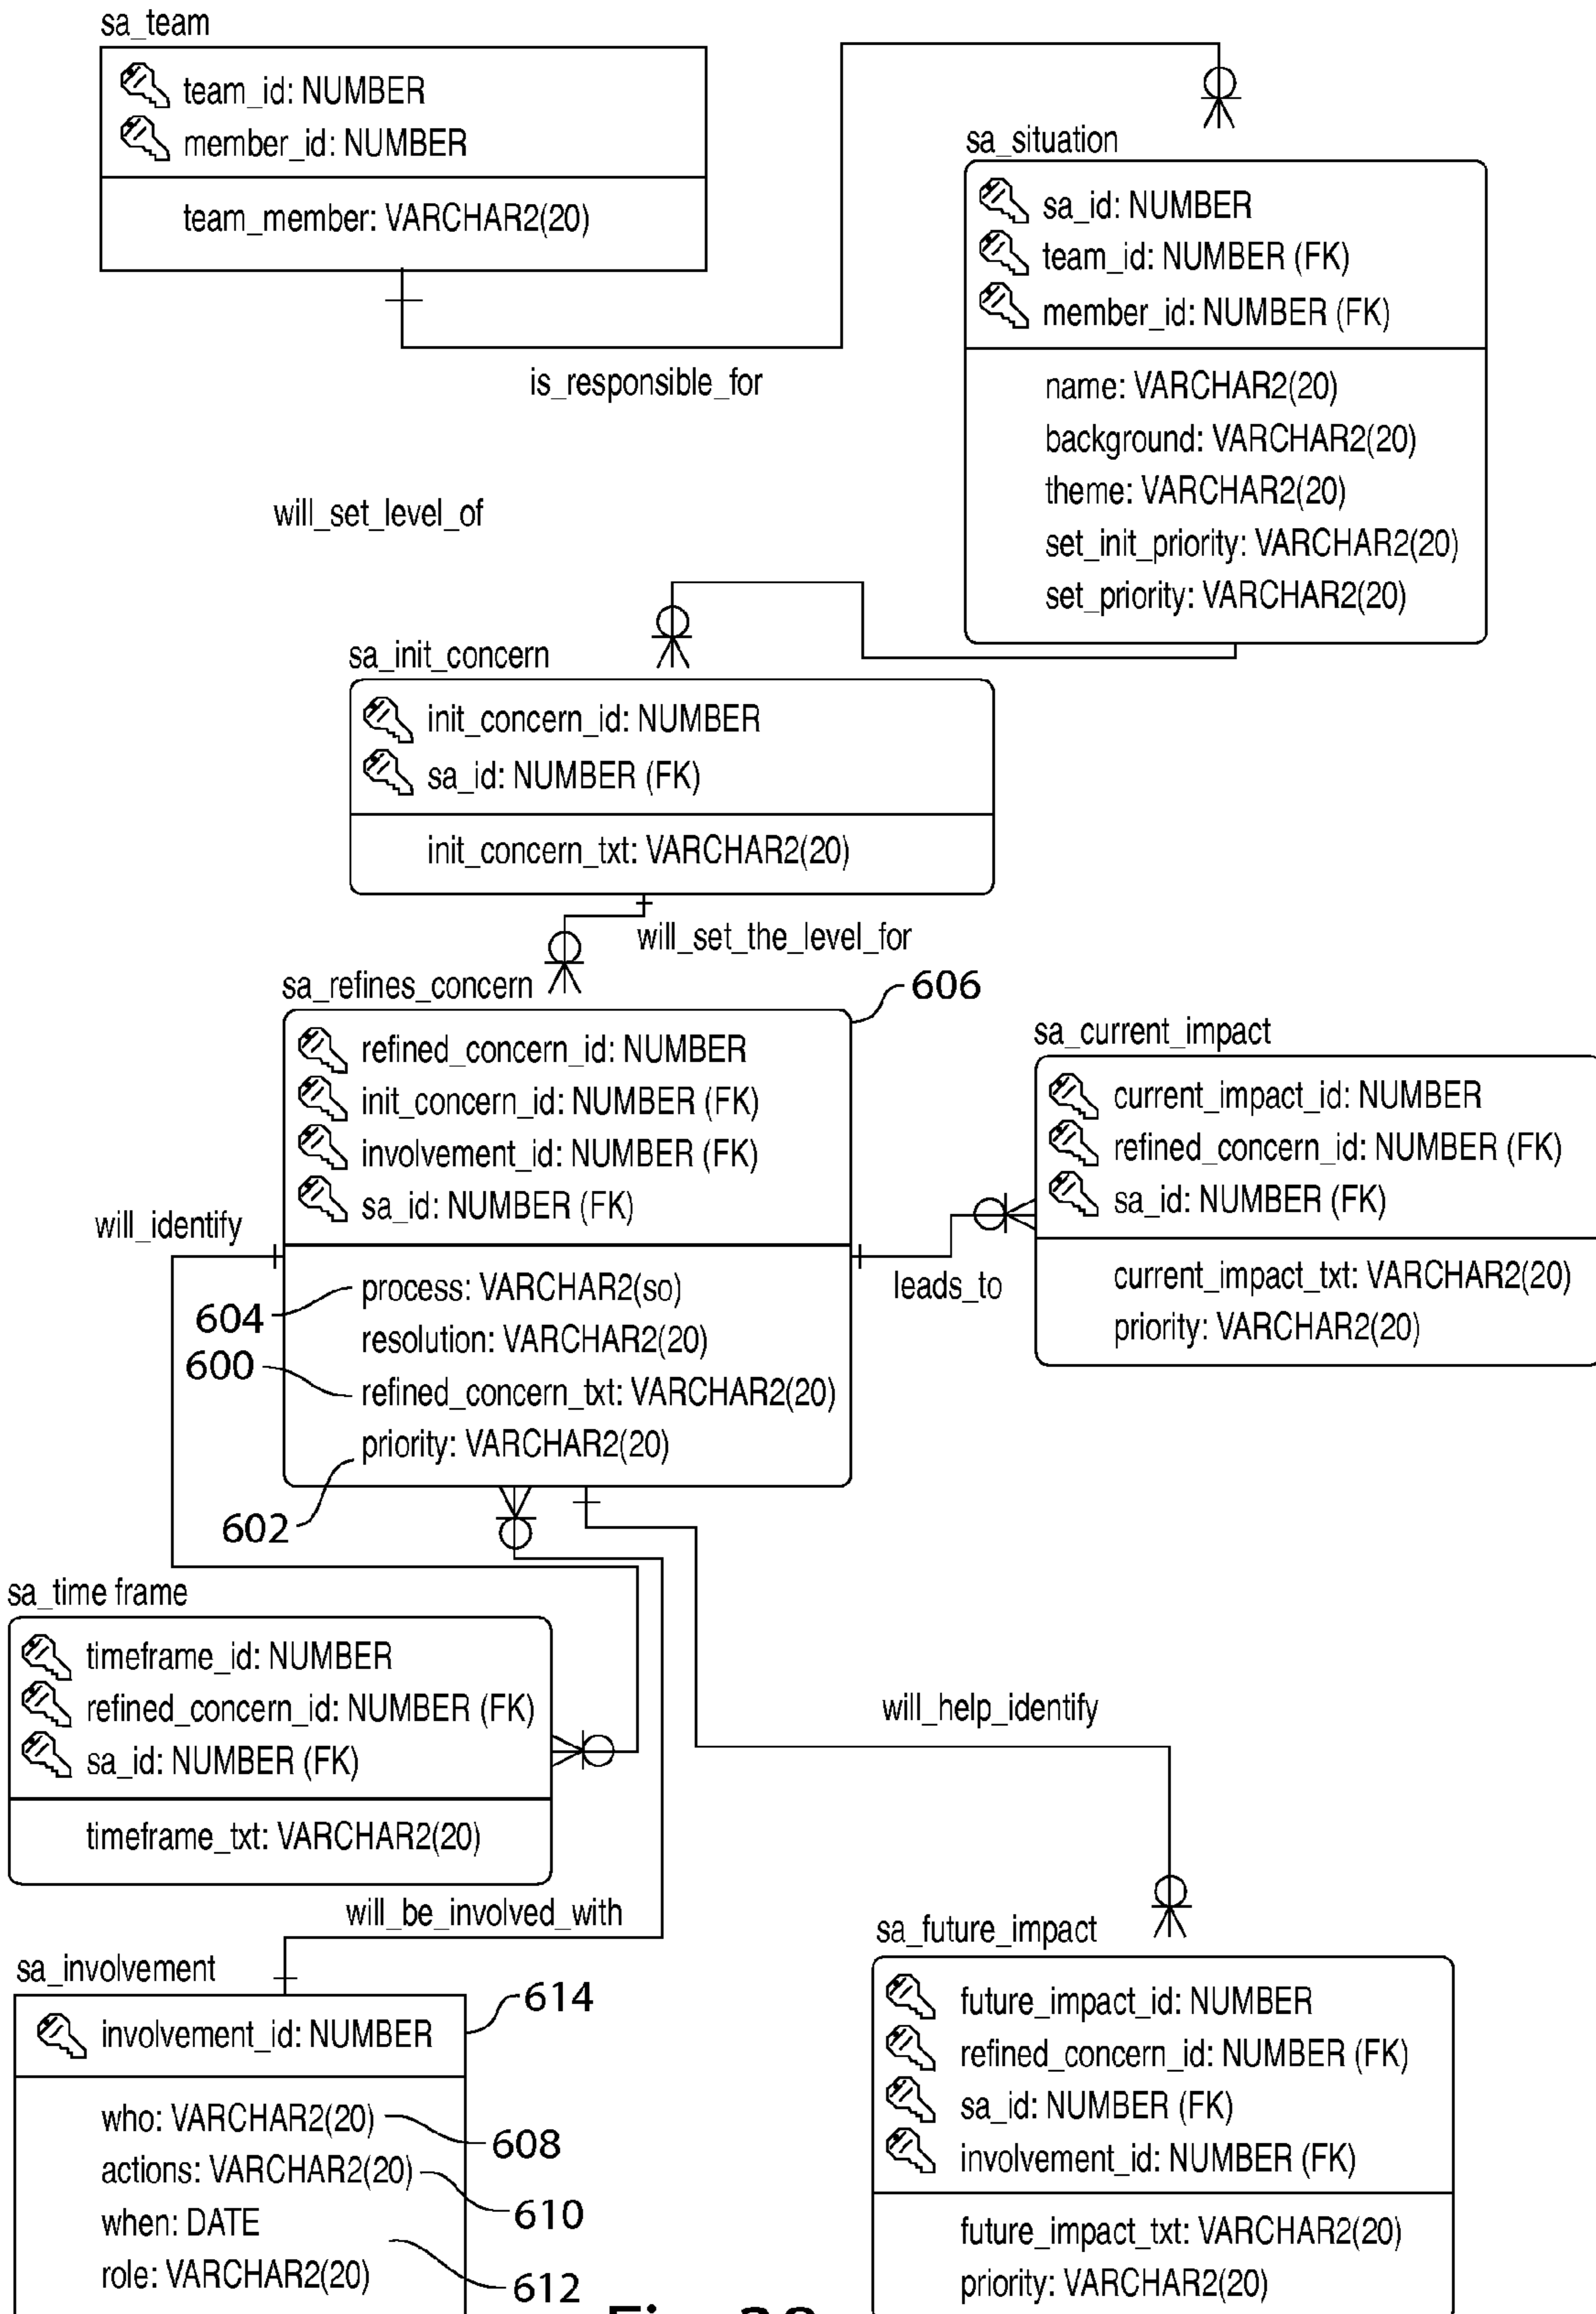 sa_team
team_id: NUMBER
member_id: NUMBER
team_member: VARCHAR2(20)
is_responsible_for
sa_situation
sa_id: NUMBER
team_id: NUMBER (FK)
member_id: NUMBER (FK)
name: VARCHAR2(20)
background: VARCHAR2(20)
theme: VARCHAR2(20)
set_init_priority: VARCHAR2(20)
set_priority: VARCHAR2(20)
will_set_level_of
sa_init_concern
init_concern_id: NUMBER
sa_id: NUMBER (FK)
init_concern_txt: VARCHAR2(20)
will_set_the_level_for
sa_refines_concern
606
refined_concern_id: NUMBER
init_concern_id: NUMBER (FK)
involvement_id: NUMBER (FK)
sa_id: NUMBER (FK)
process: VARCHAR2(so)
resolution: VARCHAR2(20)
refined_concern_txt: VARCHAR2(20)
priority: VARCHAR2(20)
604
600
602
will_identify
leads_to
sa_current_impact
current_impact_id: NUMBER
refined_concern_id: NUMBER (FK)
sa_id: NUMBER (FK)
current_impact_txt: VARCHAR2(20)
priority: VARCHAR2(20)
sa_time frame
timeframe_id: NUMBER
refined_concern_id: NUMBER (FK)
sa_id: NUMBER (FK)
timeframe_txt: VARCHAR2(20)
will_help_identify
will_be_involved_with
sa_involvement
614
involvement_id: NUMBER
who: VARCHAR2(20)
actions: VARCHAR2(20)
when: DATE
role: VARCHAR2(20)
608
610
612
sa_future_impact
future_impact_id: NUMBER
refined_concern_id: NUMBER (FK)
sa_id: NUMBER (FK)
involvement_id: NUMBER (FK)
future_impact_txt: VARCHAR2(20)
priority: VARCHAR2(20)